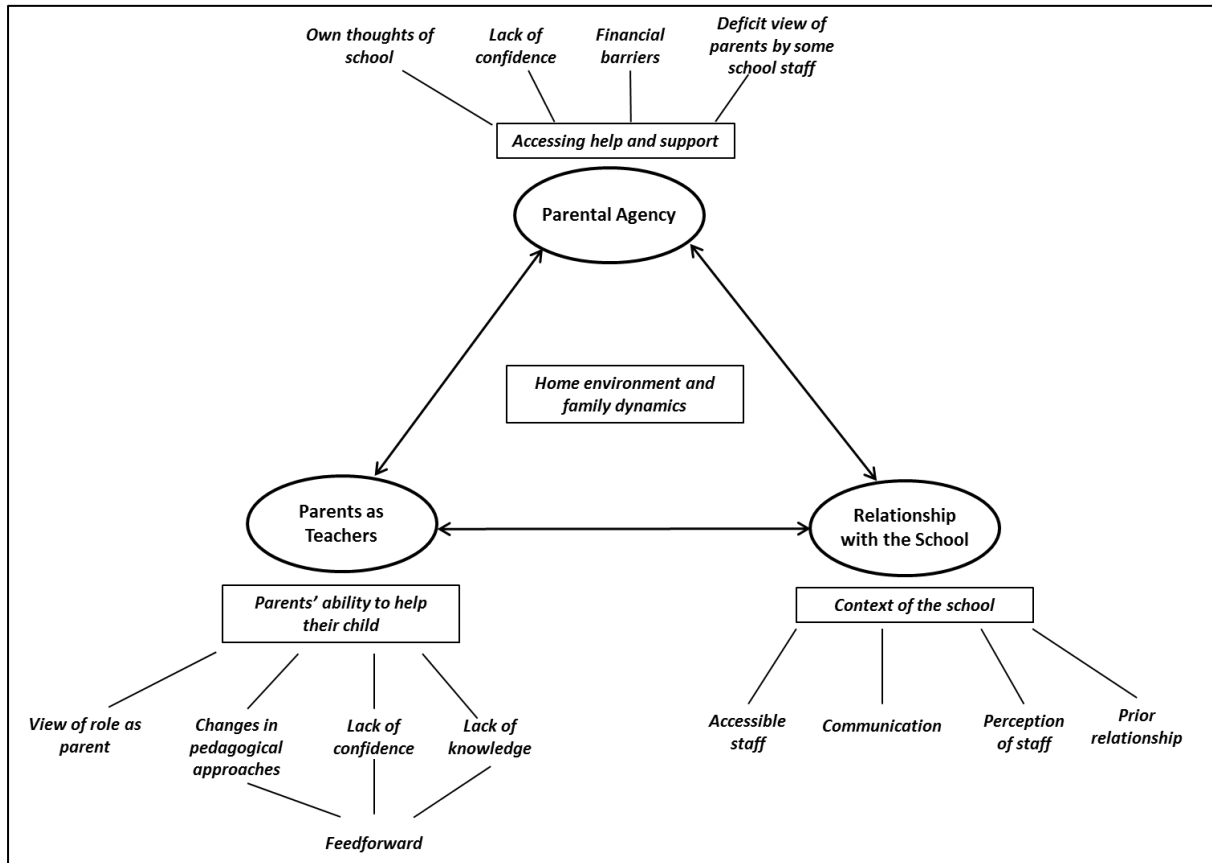 Own thoughts of
school
Lack of
confidence
Financial
barriers
Deficit view of
parents by some
school staff
Accessing help and support
Parental Agency
Home environment and
family dynamics
Parents as
Teachers
Relationship
with the School
Parents’ ability to help
their child
Context of the school
View of role as
parent
Changes in
pedagogical
approaches
Lack of
confidence
Lack of
knowledge
Feedforward
Accessible
staff
Communication
Perception
of staff
Prior
relationship